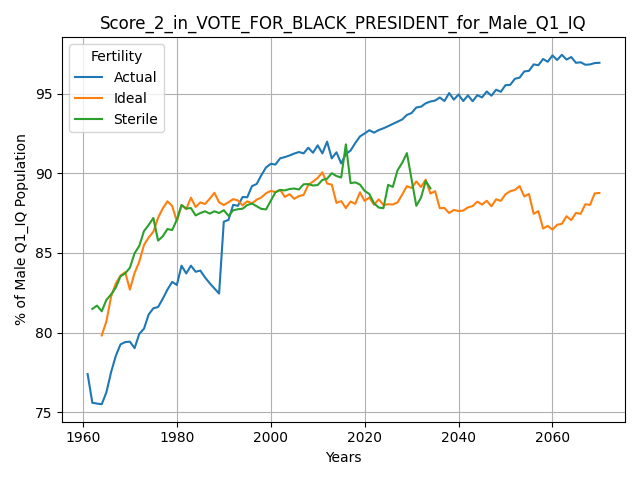 Score_2_in_VOTE_FOR_BLACK_PRESIDENT_for_Male_Q1_IQ
Fertility
Actual
Ideal
Sterile
% of Male Q1_IQ Population
95
90
85
80
75
1960
1980
2000
2020
2040
2060
Years